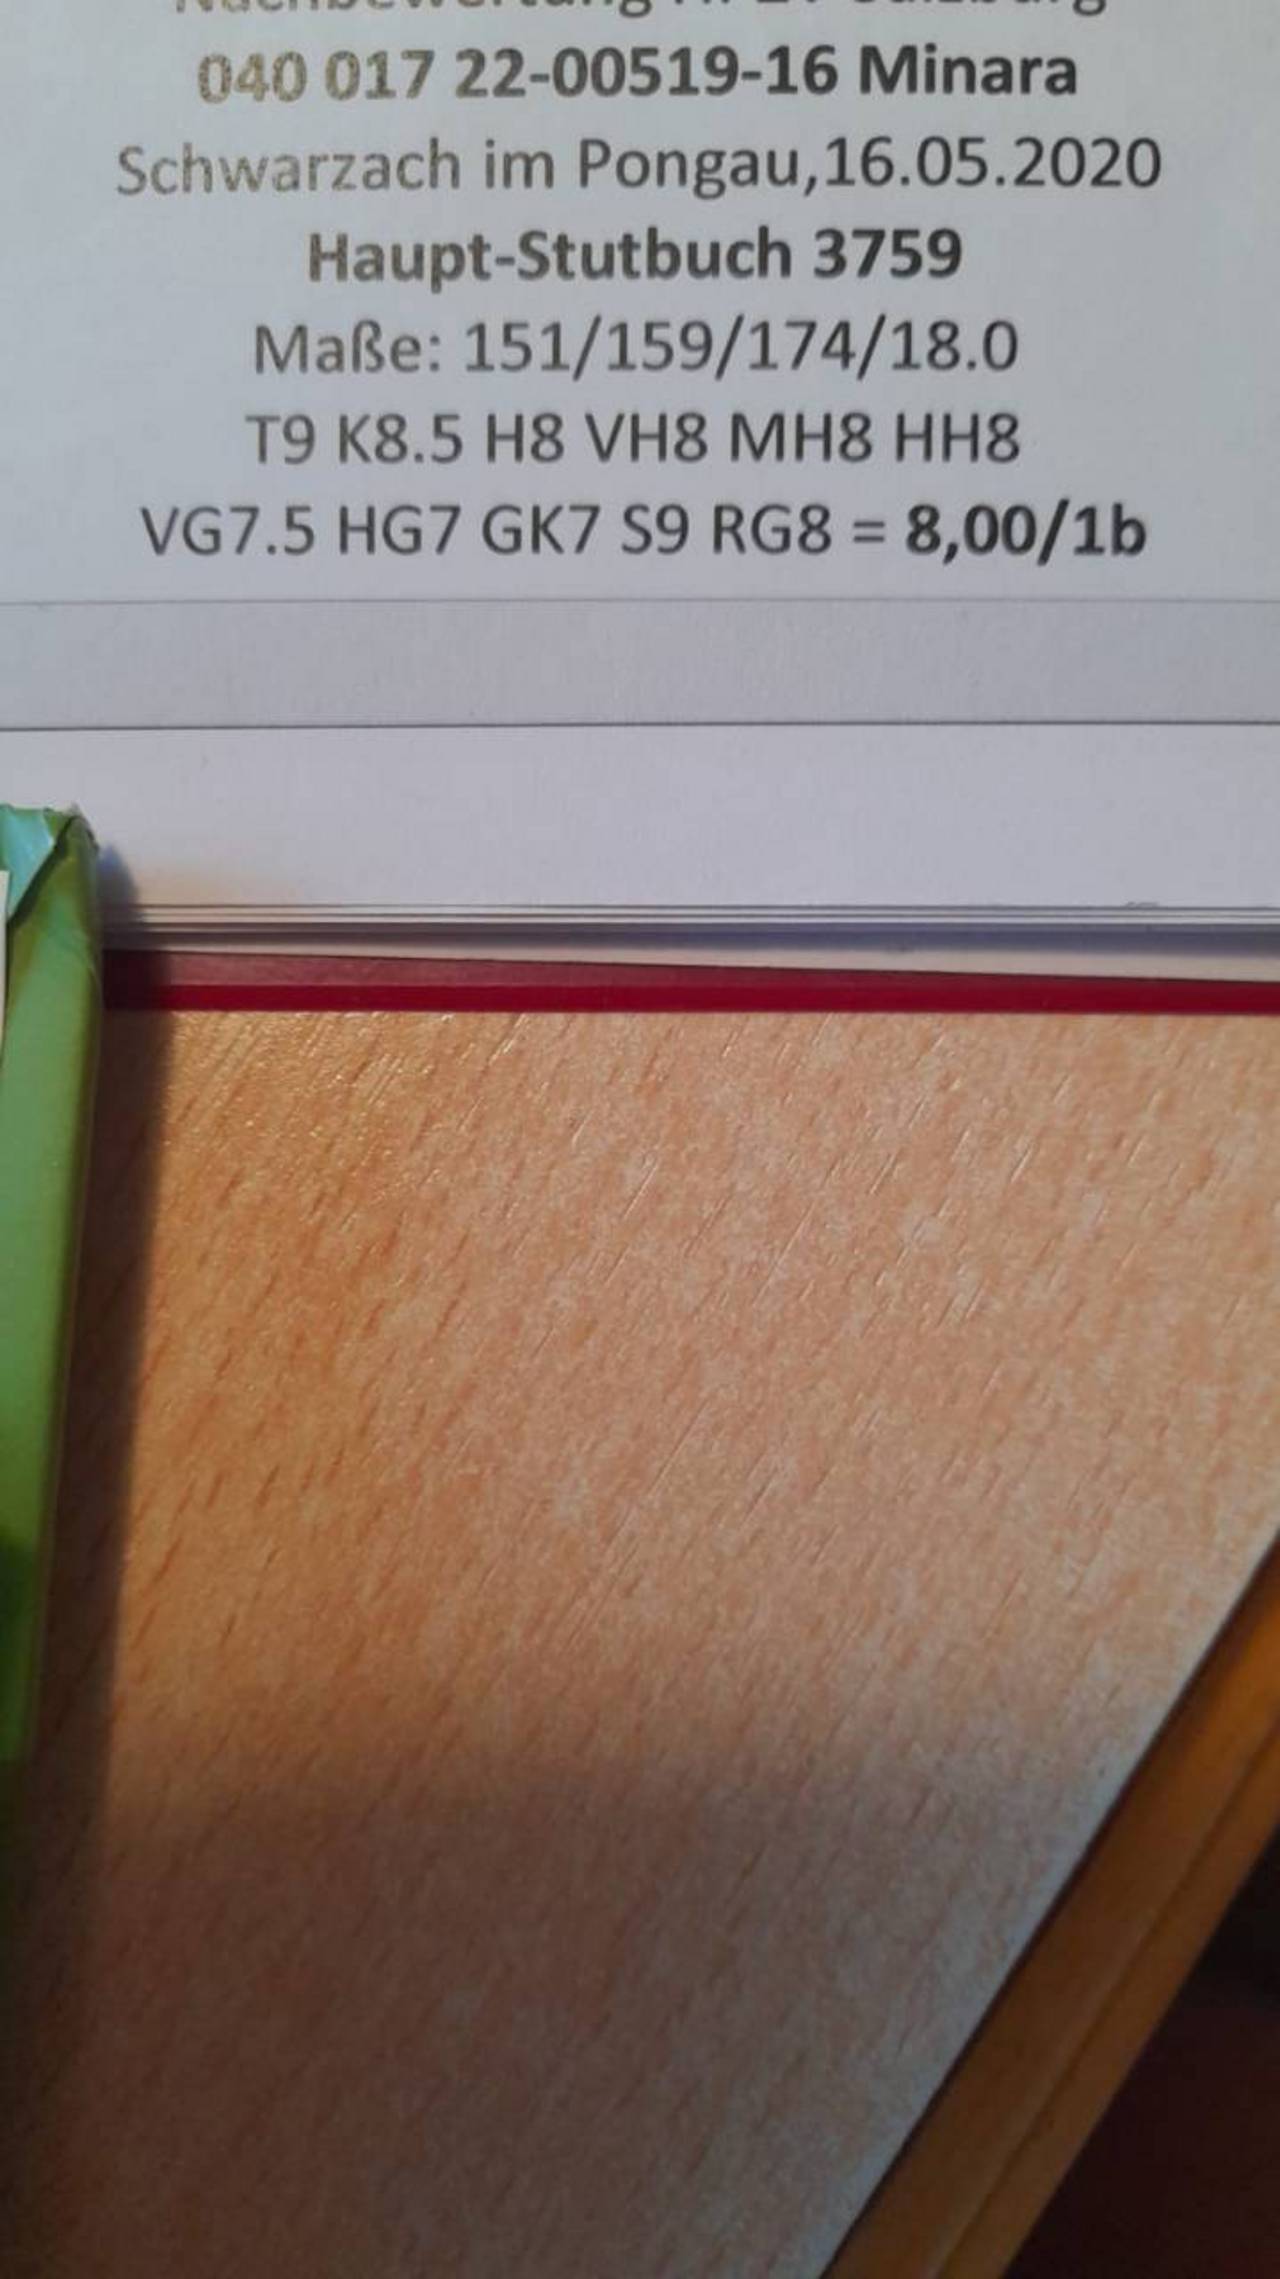 040 017 22-00519-16 Minara
Schwarzach im Pongau,16.05.2020
Haupt-Stutbuch 3759
Maße: 151/159/174/18.0
T9 K8.5 H8 VH8 MH8 HH8
VG7.5 HG7 GK7 S9 RG8 = 8,00/1b